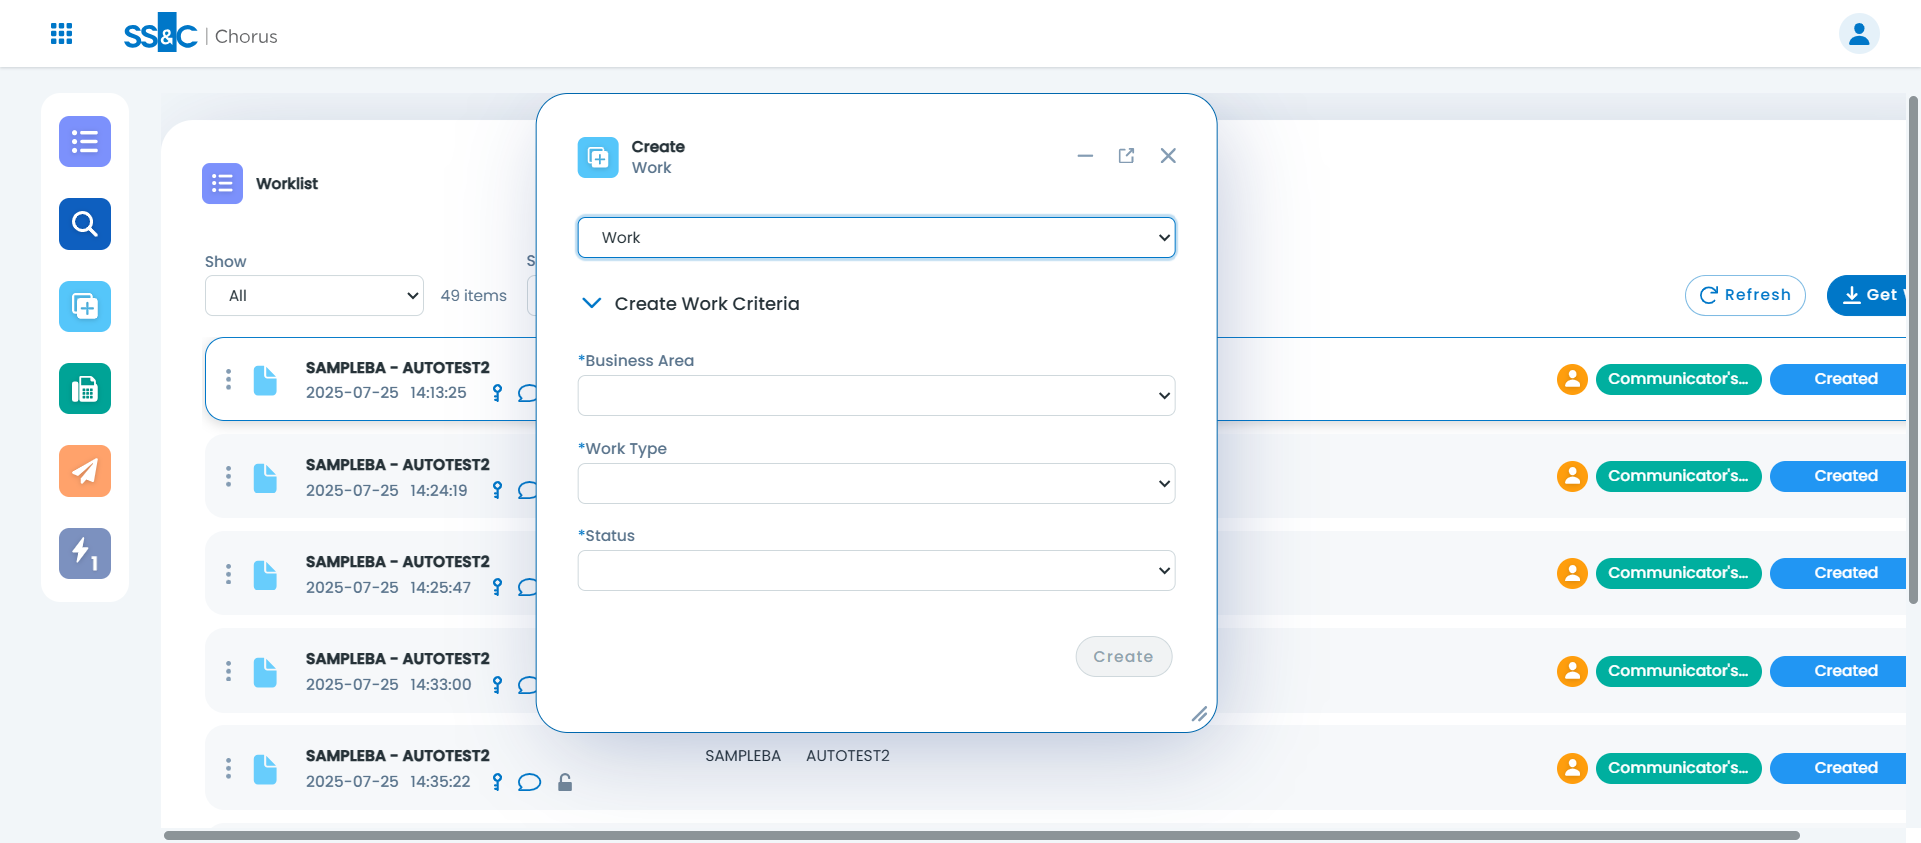 SS&C | Chorus
Create
Work
Worklist
Work
Show
S
All
49 items
Refresh
Get
Create Work Criteria
*Business Area
SAMPLEBA - AUTOTEST2
2025-07-25 14:13:25
Communicator's...
Created
*Work Type
SAMPLEBA - AUTOTEST2
2025-07-25 14:24:19
Communicator's...
Created
*Status
SAMPLEBA - AUTOTEST2
2025-07-25 14:25:47
Communicator's...
Created
1
SAMPLEBA - AUTOTEST2
2025-07-25 14:33:00
Create
Communicator's...
Created
SAMPLEBA - AUTOTEST2
2025-07-25 14:35:22
SAMPLEBA AUTOTEST2
Communicator's...
Created